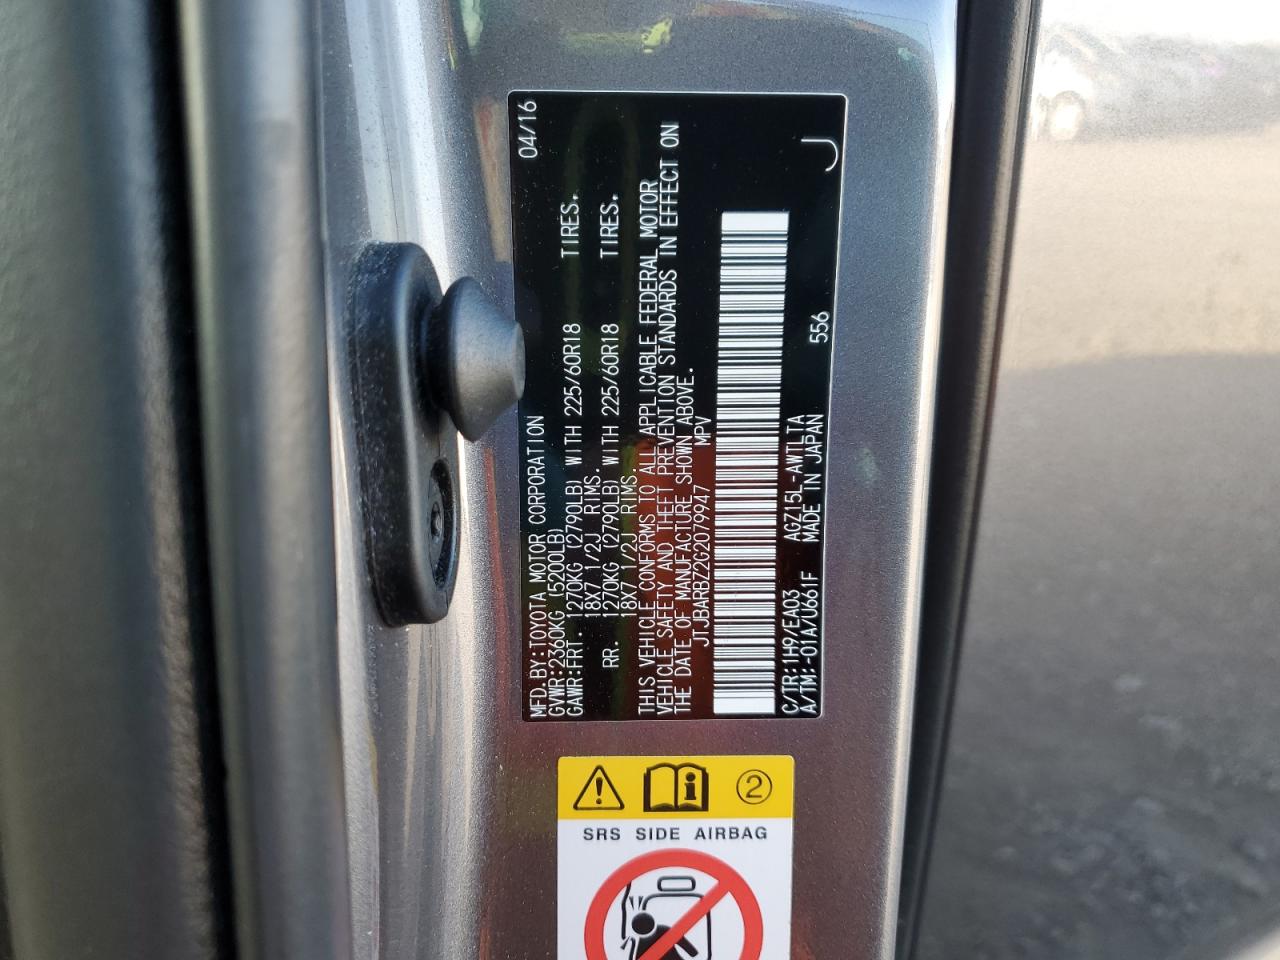 MFD.BY:TOYOTA MOTOR CORPORATION 04/16
GVWR:2360KG (5200LB)
GAWR:FRT. 1270KG (2790LB) WITH 225/60R18 TIRES.
18X7 1/2J RIMS.
RR. 1270KG (2790LB) WITH 225/60R18 TIRES.
18X7 1/2J RIMS.
THIS VEHICLE CONFORMS TO ALL APPLICABLE FEDERAL MOTOR
VEHICLE SAFETY AND THEFT PREVENTION STANDARDS IN EFFECT ON
THE DATE OF MANUFACTURE SHOWN ABOVE.
JTJBARBZ2G2079947 MPV
C/TR:1H9/EA03 AGZ15L-AWTLTA 556 J
A/TM:-01A/U661F MADE IN JAPAN
2
SRS SIDE AIRBAG